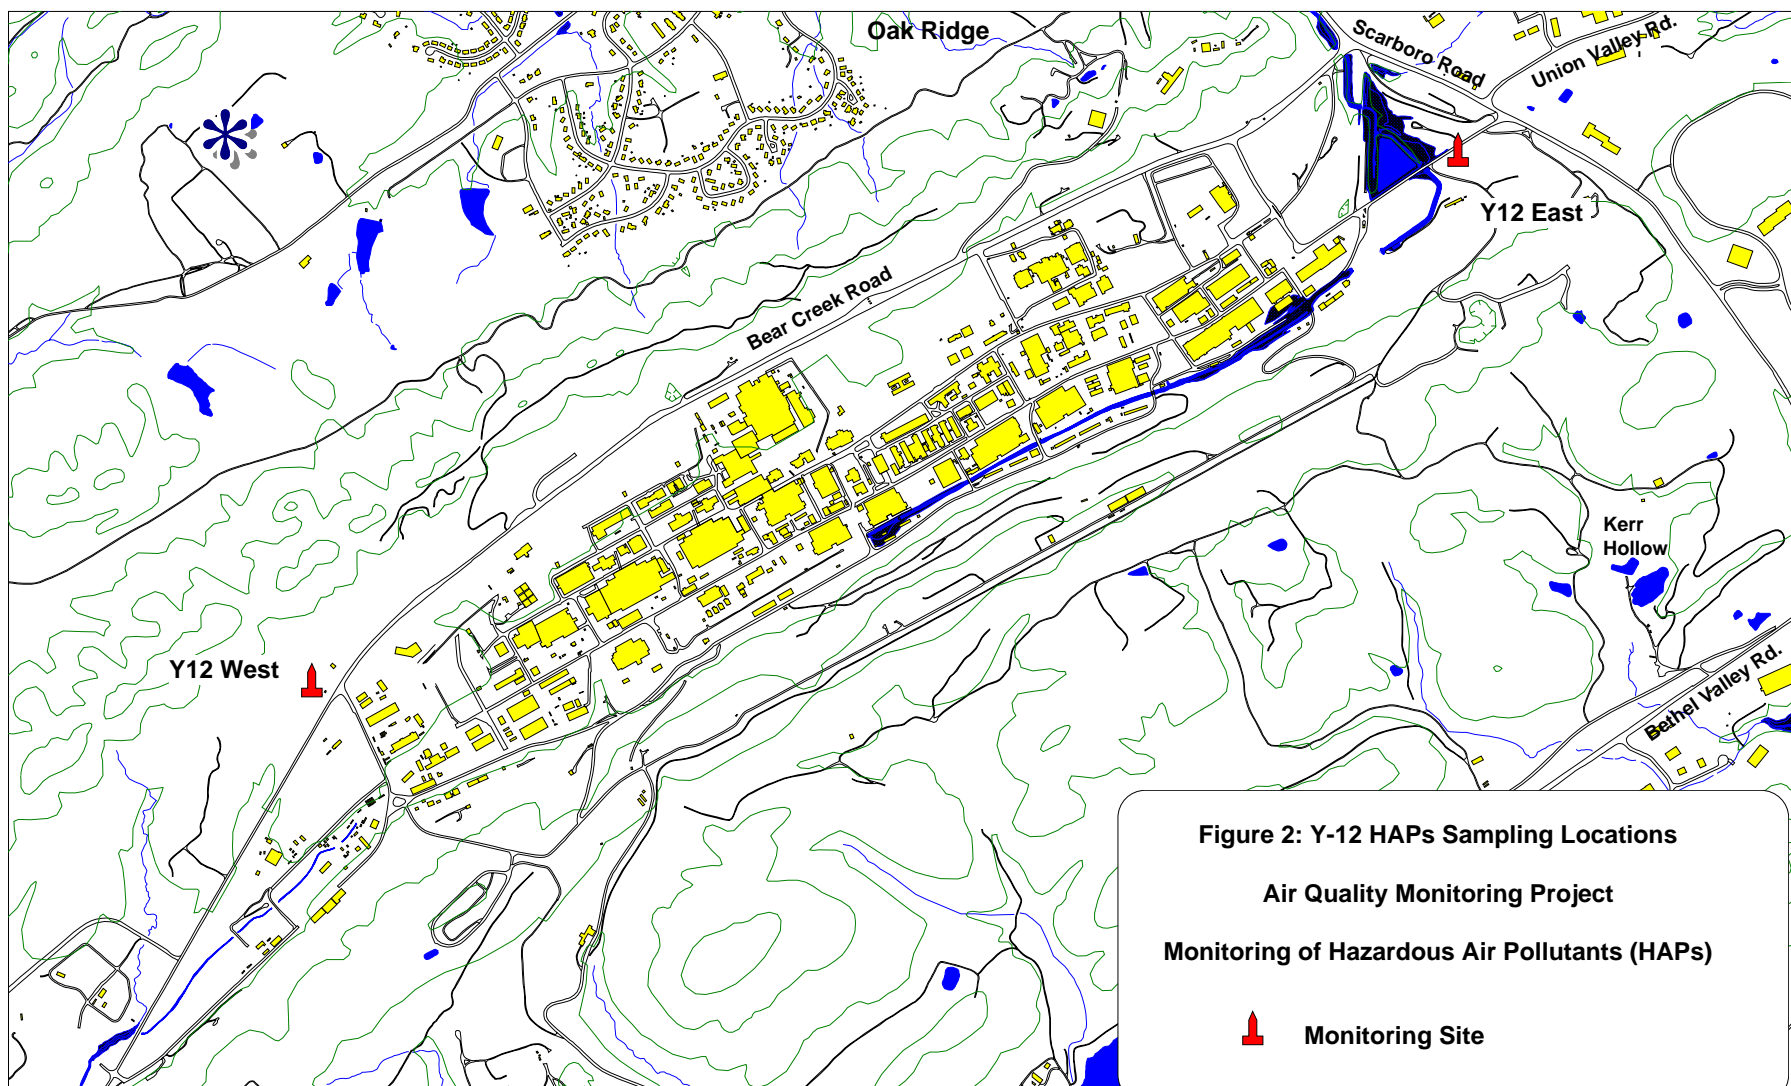 Oak Ridge
Scarboro Road
Union Valley Rd.
Y12 East
Bear Creek Road
Kerr
Hollow
Y12 West
Bethel Valley Rd.
Figure 2: Y-12 HAPs Sampling Locations
Air Quality Monitoring Project
Monitoring of Hazardous Air Pollutants (HAPs)
Monitoring Site